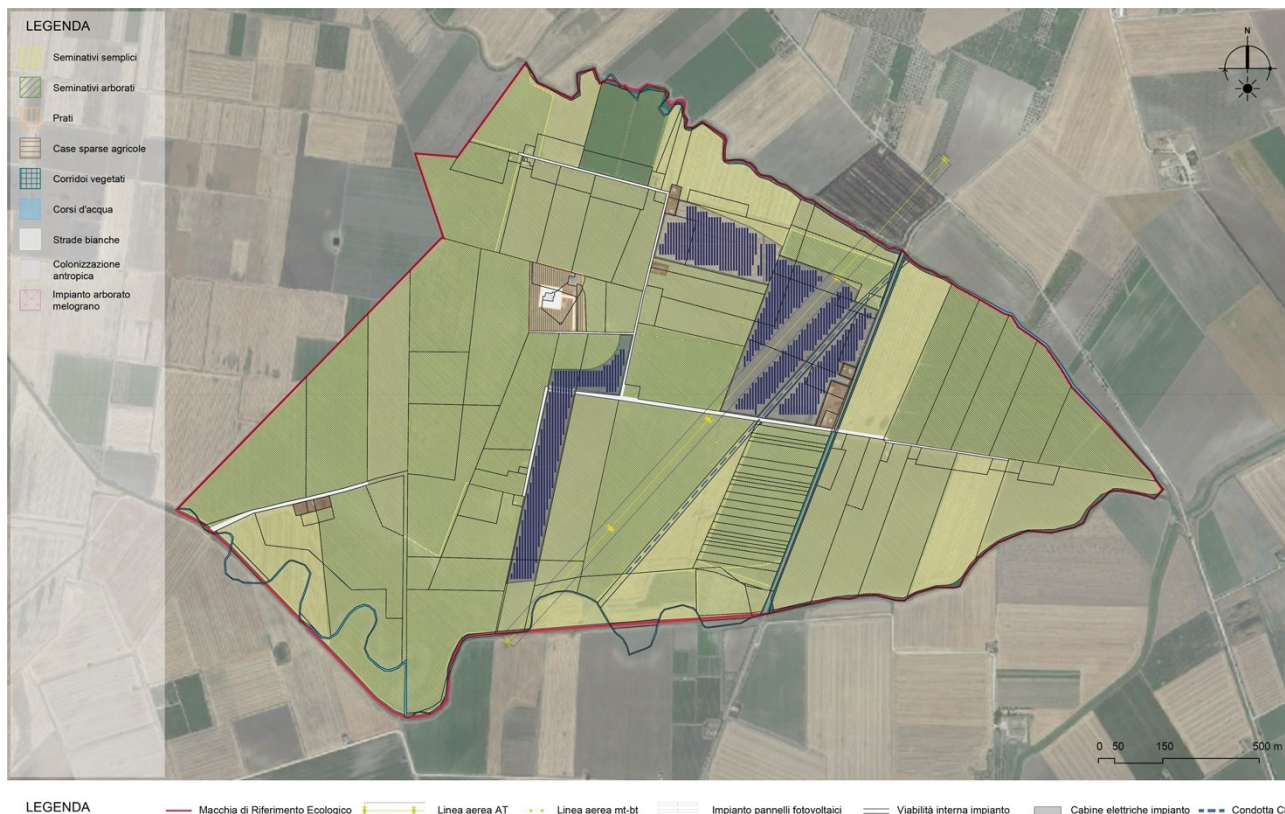 LEGENDA
Seminativi semplici
Seminativi arborati
Prati
Case sparse agricole
Corridoi vegetati
Corsi d'acqua
Strade bianche
Colonizzazione
antropica
Impianto arborato
melograno
N
0 50 150 500 m
LEGENDA
Macchia di Riferimento Ecologico
Linea aerea AT
Linea aerea mt-bt
Impianto pannelli fotovoltaici
Viabilità interna impianto
Cabine elettriche impianto
Condotta